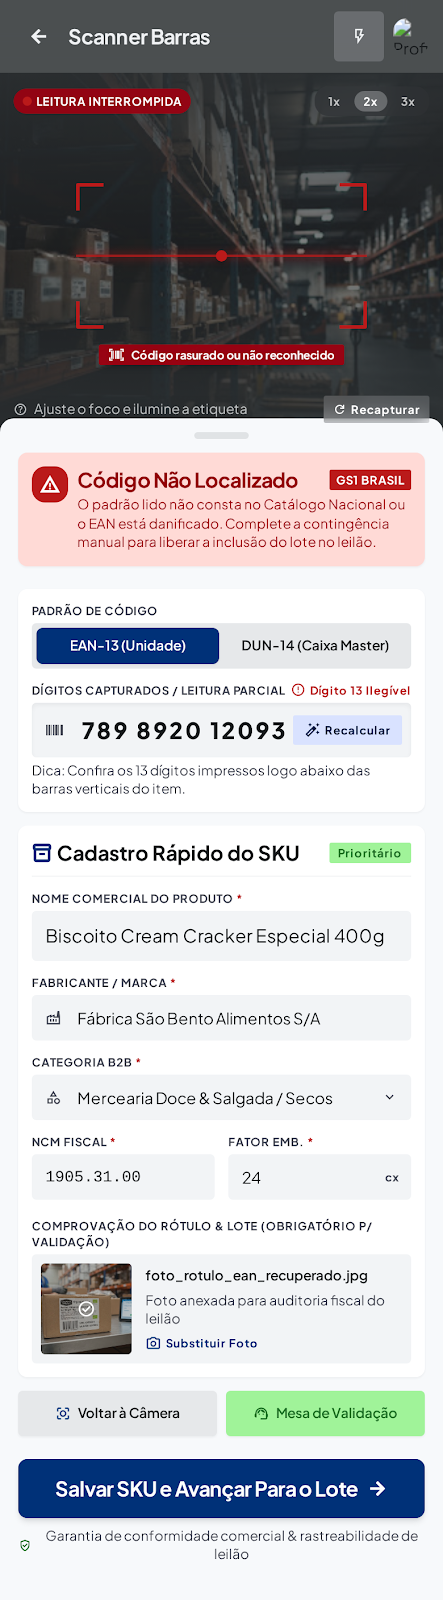 Scanner Barras
Prof
LEITURA INTERROMPIDA
1x 2x 3x
Código rasurado ou não reconhecido
Ajuste o foco e ilumine a etiqueta
Recapturar
Código Não Localizado
GS1 BRASIL
O padrão lido não consta no Catálogo Nacional ou
o EAN está danificado. Complete a contingência
manual para liberar a inclusão do lote no leilão.
PADRÃO DE CÓDIGO
EAN-13 (Unidade)
DUN-14 (Caixa Master)
DÍGITOS CAPTURADOS / LEITURA PARCIAL
Dígito 13 Ilegível
789 8920 12093
Recalcular
Dica: Confira os 13 dígitos impressos logo abaixo das
barras verticais do item.
Cadastro Rápido do SKU
Prioritário
NOME COMERCIAL DO PRODUTO *
Biscoito Cream Cracker Especial 400g
FABRICANTE / MARCA *
Fábrica São Bento Alimentos S/A
CATEGORIA B2B *
Mercearia Doce & Salgada / Secos
NCM FISCAL *
FATOR EMB. *
1905.31.00
24
cx
COMPROVAÇÃO DO RÓTULO & LOTE (OBRIGATÓRIO P/
VALIDAÇÃO)
foto_rotulo_ean_recuperado.jpg
Foto anexada para auditoria fiscal do
leilão
Substituir Foto
Voltar à Câmera
Mesa de Validação
Salvar SKU e Avançar Para o Lote
Garantia de conformidade comercial & rastreabilidade de
leilão